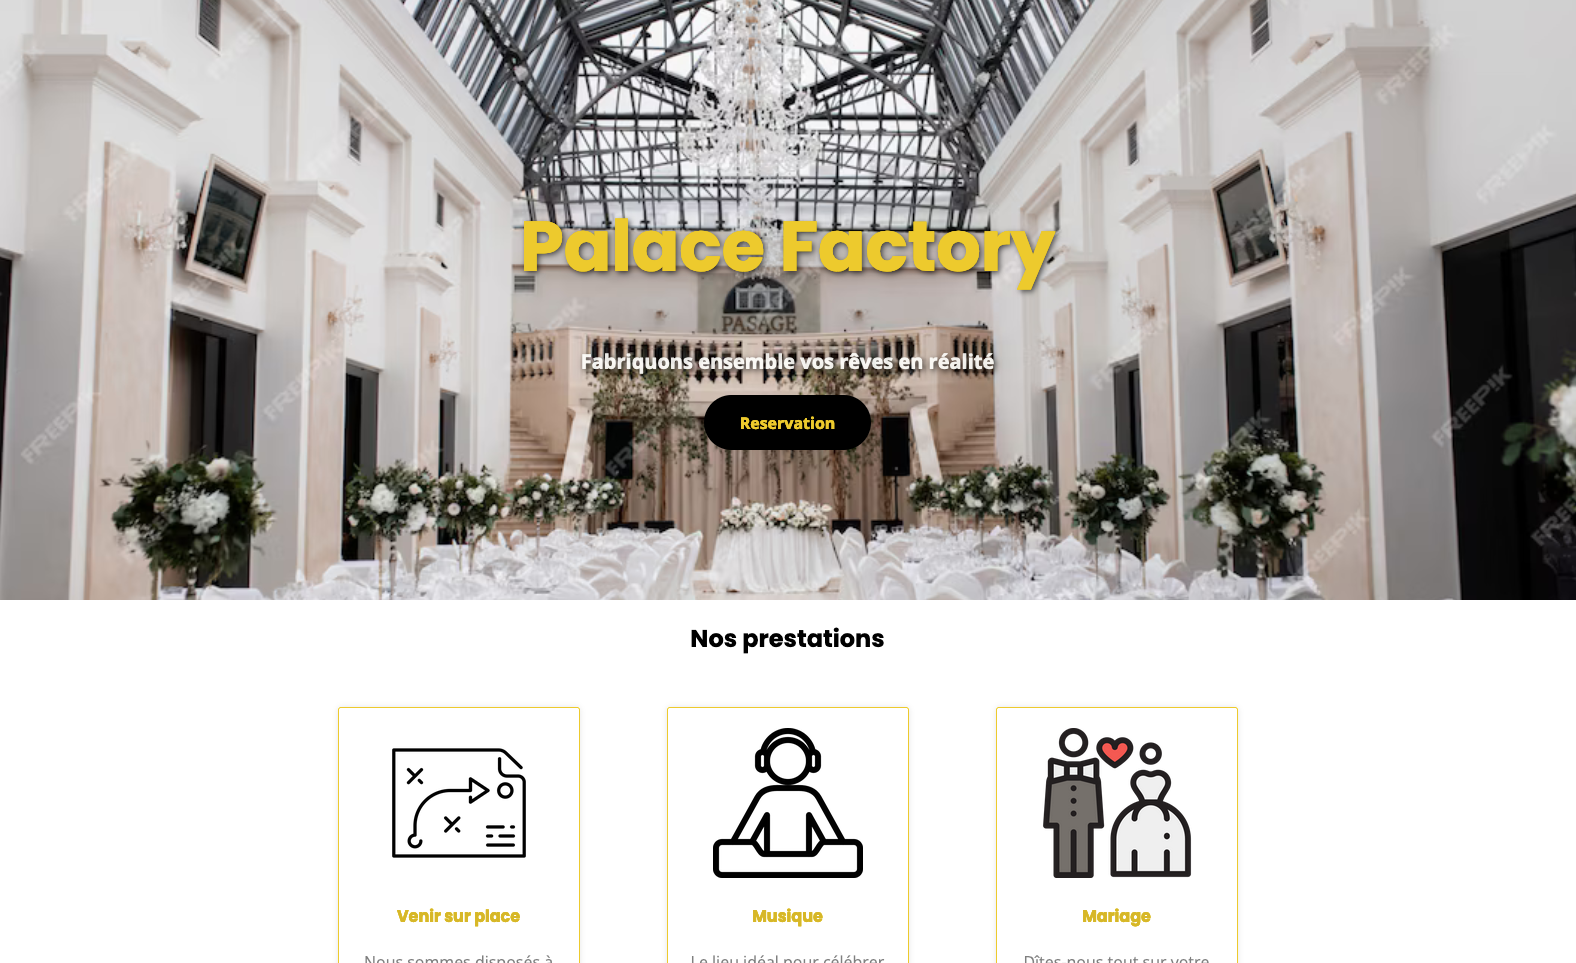 Palace Factory
PASAGE
Fabriquons ensemble vos rêves en réalité
Reservation
Nos prestations
Venir sur place
Musique
Mariage
Nous sommes disposés à
Le lieu idéal pour célébrer
Dîtes-nous tout sur votre
FREEPIK